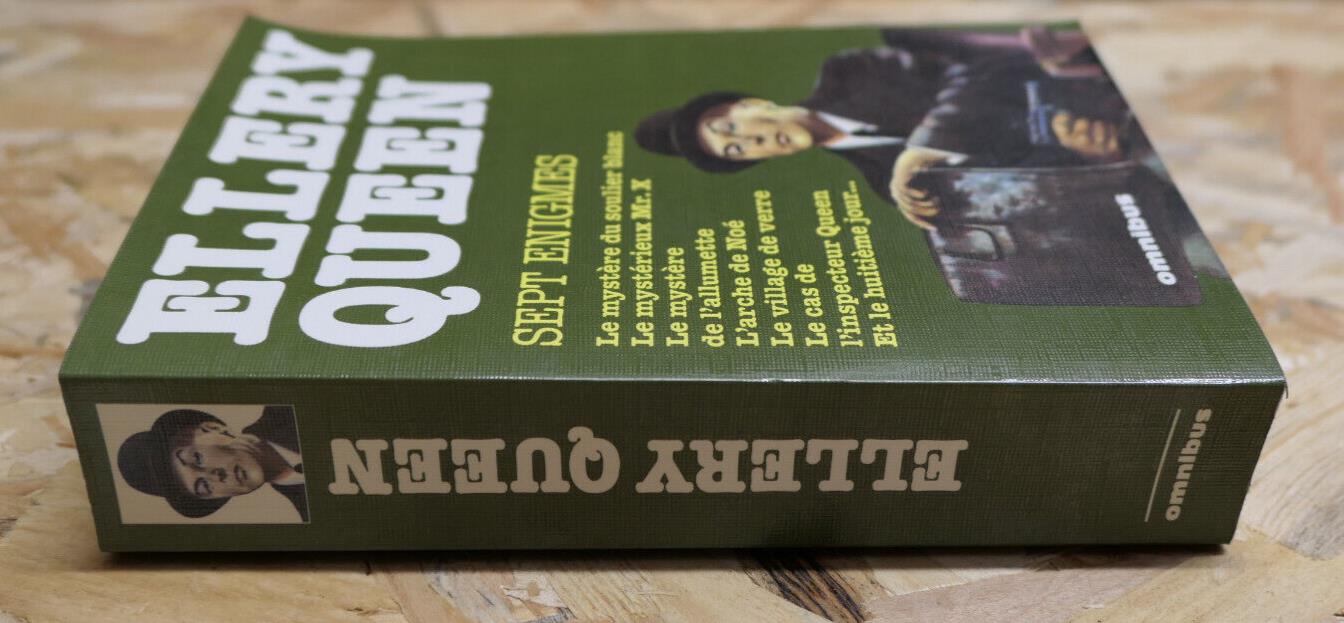 ELLERY
QUEEN
SEPT ENIGMES
Le mystère du soulier blanc
Le mystérieux Mr. X
Le mystère
de l'allumette
L'arche de Noé
Le village de verre
Le cas de
l'inspecteur Queen
Et le huitième jour...
omnibus
ELLERY QUEEN
omnibus